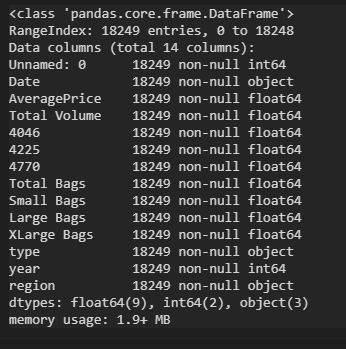 <class 'pandas.core.frame.DataFrame'>
RangeIndex: 18249 entries, 0 to 18248
Data columns (total 14 columns):
Unnamed: 0      18249 non-null int64
Date            18249 non-null object
AveragePrice    18249 non-null float64
Total Volume    18249 non-null float64
4046            18249 non-null float64
4225            18249 non-null float64
4770            18249 non-null float64
Total Bags      18249 non-null float64
Small Bags      18249 non-null float64
Large Bags      18249 non-null float64
XLarge Bags     18249 non-null float64
type            18249 non-null object
year            18249 non-null int64
region          18249 non-null object
dtypes: float64(9), int64(2), object(3)
memory usage: 1.9+ MB